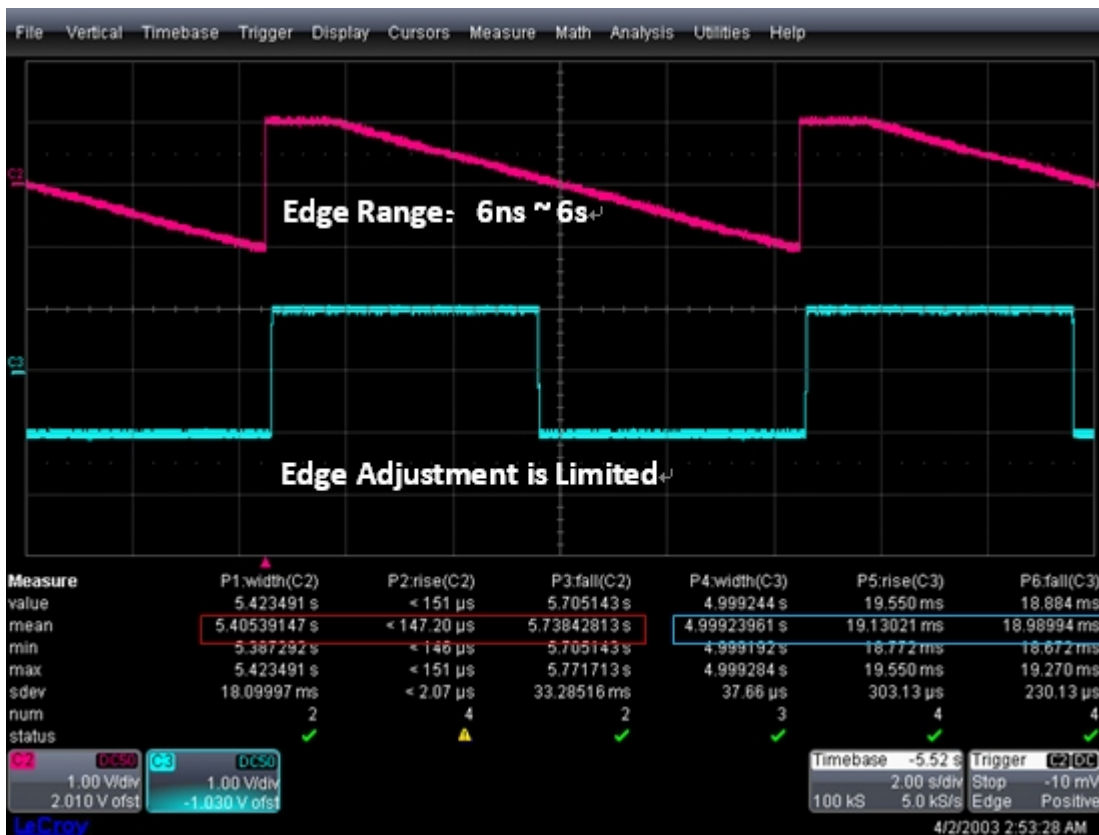 File Vertical Timebase Trigger Display Cursors Measure Math Analysis Utilities Help
C2
Edge Range: 6ns ~ 6s
C3
Edge Adjustment is Limited
Measure P1:width(C2) P2:rise(C2) P3:fall(C2) P4:width(C3) P5:rise(C3) P6:fall(C3)
value 5.423491 s < 151 µs 5.705143 s 4.999244 s 19.550 ms 18.884 ms
mean 5.40539147 s < 147.20 µs 5.73842813 s 4.99923961 s 19.13021 ms 18.98994 ms
min 5.387292 s < 146 µs 5.705143 s 4.999192 s 18.772 ms 18.672 ms
max 5.423491 s < 151 µs 5.771713 s 4.999284 s 19.550 ms 19.270 ms
sdev 18.09997 ms < 2.07 µs 33.28516 ms 37.66 µs 303.13 µs 230.13 µs
num 2 4 2 3 4 4
status
C2 DC50 C3 DC50 Timebase -5.52 s Trigger C2 DC
1.00 V/div 1.00 V/div 2.00 s/div Stop -10 mV
2.010 V ofst -1.030 V ofst 100 kS 5.0 kS/s Edge Positive
LeCroy 4/2/2003 2:53:28 AM